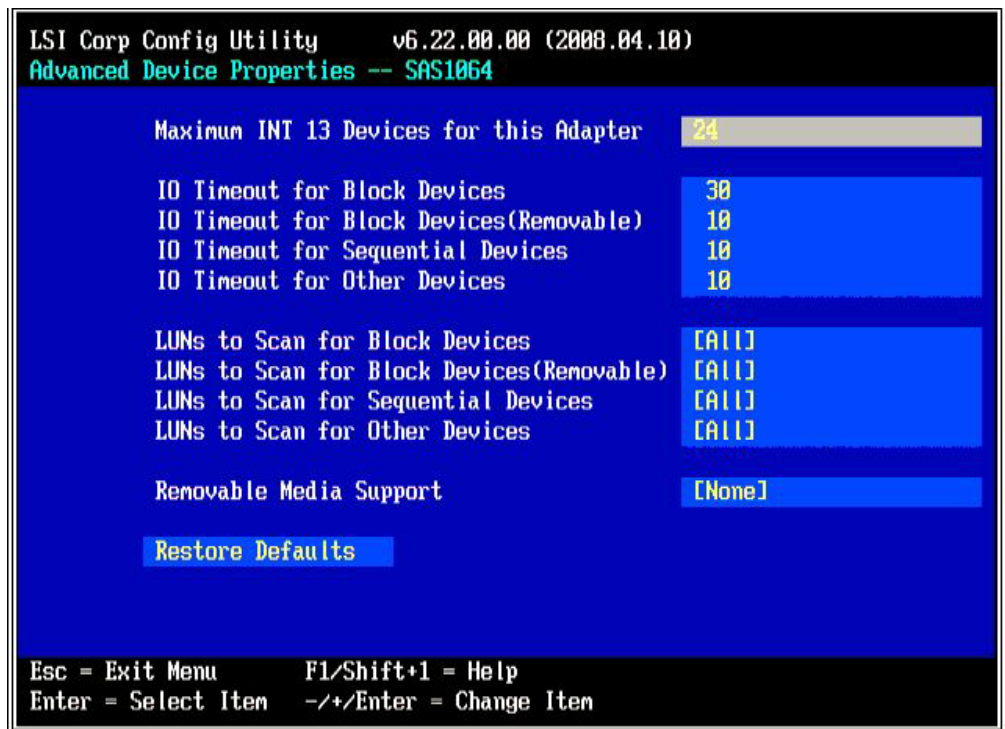 LSI Corp Config Utility v6.22.00.00 (2008.04.10)
Advanced Device Properties -- SAS1064
Maximum INT 13 Devices for this Adapter 24
IO Timeout for Block Devices 30
IO Timeout for Block Devices(Removable) 10
IO Timeout for Sequential Devices 10
IO Timeout for Other Devices 10
LUNs to Scan for Block Devices [All]
LUNs to Scan for Block Devices(Removable) [All]
LUNs to Scan for Sequential Devices [All]
LUNs to Scan for Other Devices [All]
Removable Media Support [None]
Restore Defaults
Esc = Exit Menu F1/Shift+1 = Help
Enter = Select Item -/+/Enter = Change Item